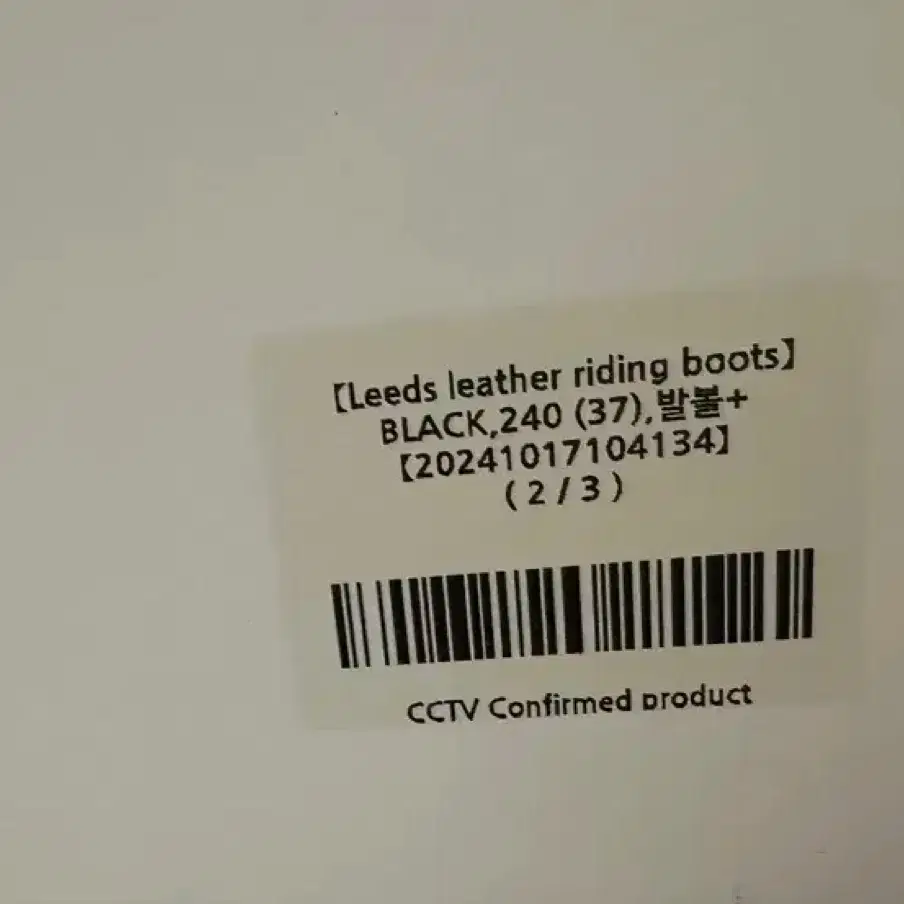 【Leeds leather riding boots】
BLACK,240 (37),발볼+
【20241017104134】
( 2 / 3 )
CCTV Confirmed product